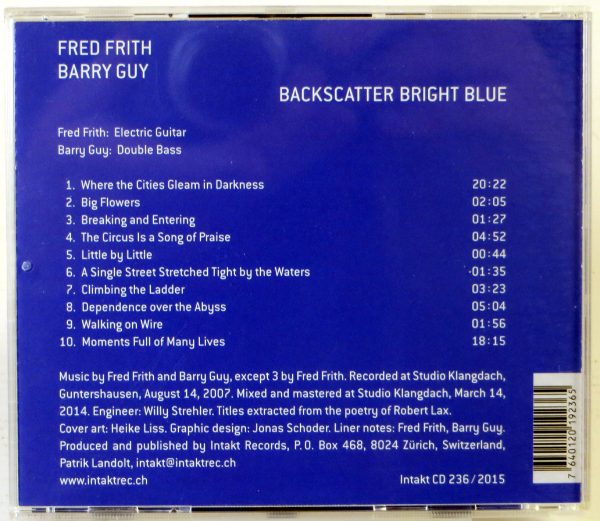 FRED FRITH
BARRY GUY
BACKSCATTER BRIGHT BLUE
Fred Frith: Electric Guitar
Barry Guy: Double Bass
1. Where the Cities Gleam in Darkness 20:22
2. Big Flowers 02:05
3. Breaking and Entering 01:27
4. The Circus Is a Song of Praise 04:52
5. Little by Little 00:44
6. A Single Street Stretched Tight by the Waters 01:35
7. Climbing the Ladder 03:23
8. Dependence over the Abyss 05:04
9. Walking on Wire 01:56
10. Moments Full of Many Lives 18:15
Music by Fred Frith and Barry Guy, except 3 by Fred Frith. Recorded at Studio Klangdach,
Guntershausen, August 14, 2007. Mixed and mastered at Studio Klangdach, March 14,
2014. Engineer: Willy Strehler. Titles extracted from the poetry of Robert Lax.
Cover art: Heike Liss. Graphic design: Jonas Schoder. Liner notes: Fred Frith, Barry Guy.
Produced and published by Intakt Records, P.O. Box 468, 8024 Zürich, Switzerland,
Patrik Landolt, intakt@intaktrec.ch
www.intaktrec.ch Intakt CD 236 / 2015
7 640120 192365